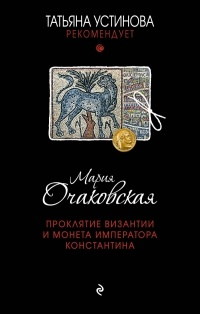 ТАТЬЯНА УСТИНОВА
РЕКОМЕНДУЕТ
Мария
Очаковская
ПРОКЛЯТИЕ ВИЗАНТИИ
И МОНЕТА ИМПЕРАТОРА
КОНСТАНТИНА